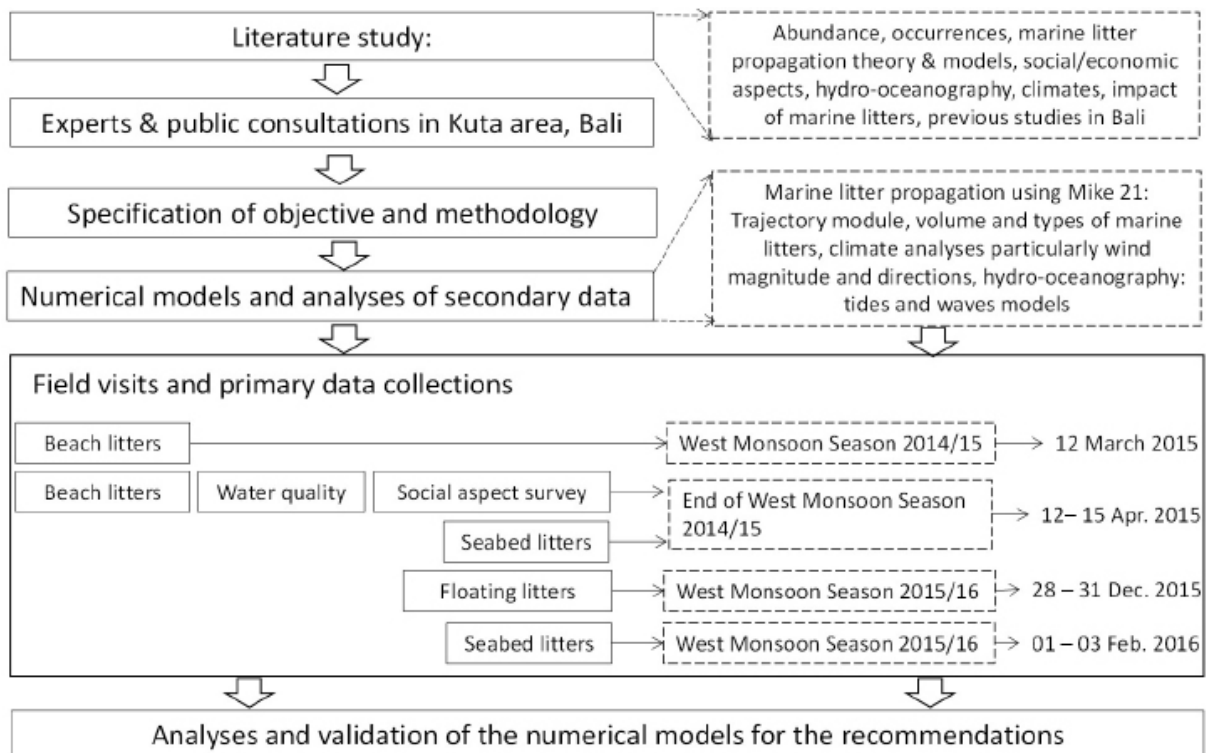 Literature study:
Abundance, occurrences, marine litter
propagation theory & models, social/economic
aspects, hydro-oceanography, climates, impact
of marine litters, previous studies in Bali
Experts & public consultations in Kuta area, Bali
Specification of objective and methodology
Marine litter propagation using Mike 21:
Trajectory module, volume and types of marine
litters, climate analyses particularly wind
magnitude and directions, hydro-oceanography:
tides and waves models
Numerical models and analyses of secondary data
Field visits and primary data collections
Beach litters West Monsoon Season 2014/15 12 March 2015
Beach litters Water quality Social aspect survey
End of West Monsoon Season
2014/15
12– 15 Apr. 2015
Seabed litters
Floating litters West Monsoon Season 2015/16 28 – 31 Dec. 2015
Seabed litters West Monsoon Season 2015/16 01 – 03 Feb. 2016
Analyses and validation of the numerical models for the recommendations